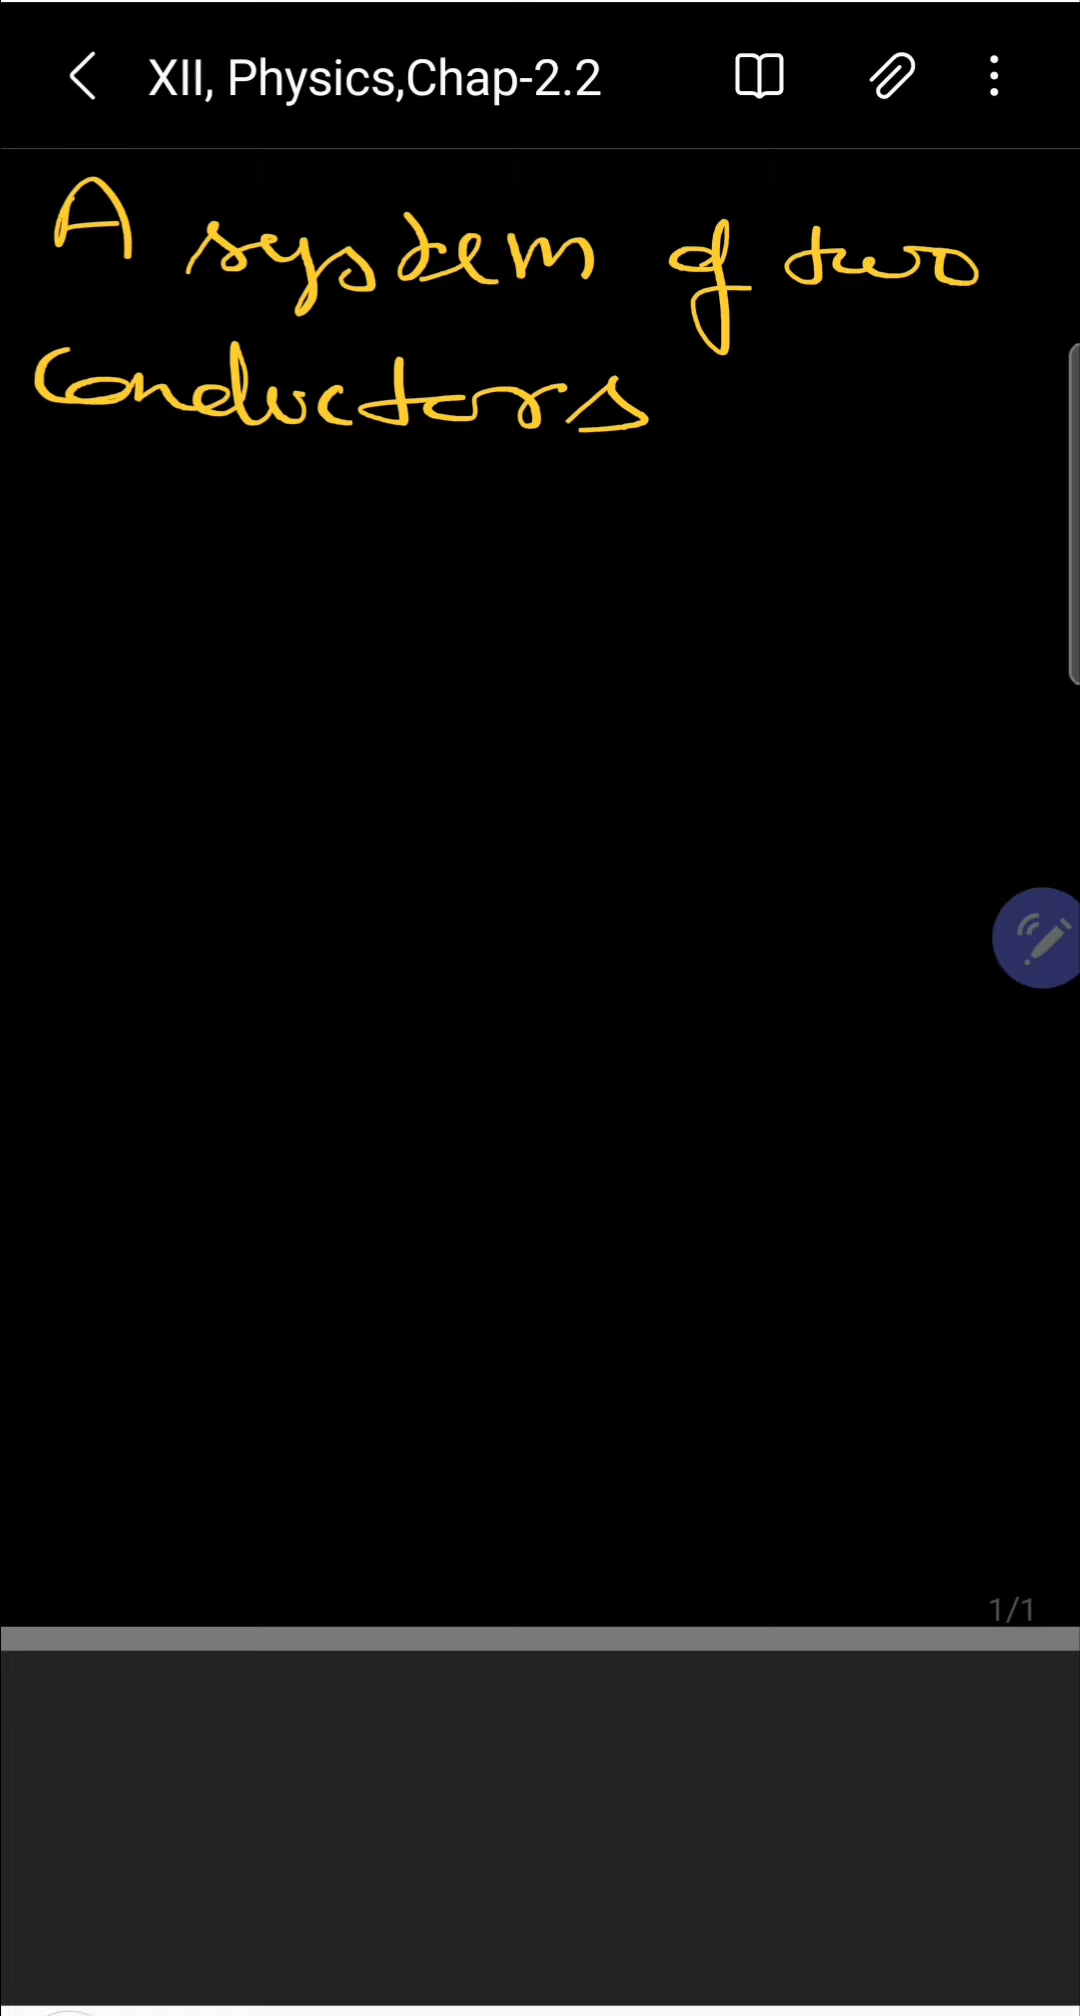 XII, Physics,Chap-2.2
A system of two
conductors
1/1